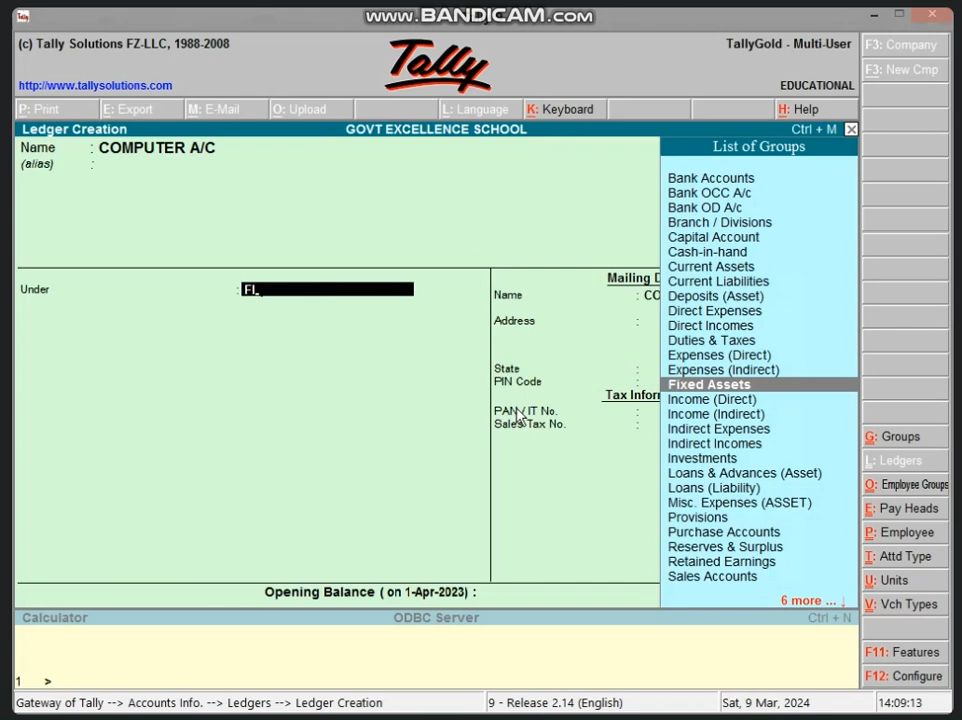 www.BANDICAM.com
(c) Tally Solutions FZ-LLC, 1988-2008
Tally
TallyGold - Multi-User
http://www.tallysolutions.com
EDUCATIONAL
P: Print E: Export M: E-Mail O: Upload L: Language K: Keyboard H: Help
Ledger Creation GOVT EXCELLENCE SCHOOL Ctrl + M
Name : COMPUTER A/C
(alias) :
Under : FI
Mailing D
Name : CO
Address :
State :
PIN Code :
Tax Infor
PAN / IT No. :
Sales Tax No. :
Opening Balance ( on 1-Apr-2023) :
List of Groups
Bank Accounts
Bank OCC A/c
Bank OD A/c
Branch / Divisions
Capital Account
Cash-in-hand
Current Assets
Current Liabilities
Deposits (Asset)
Direct Expenses
Direct Incomes
Duties & Taxes
Expenses (Direct)
Expenses (Indirect)
Fixed Assets
Income (Direct)
Income (Indirect)
Indirect Expenses
Indirect Incomes
Investments
Loans & Advances (Asset)
Loans (Liability)
Misc. Expenses (ASSET)
Provisions
Purchase Accounts
Reserves & Surplus
Retained Earnings
Sales Accounts
6 more ... ↓
F3: Company
F3: New Cmp
G: Groups
L: Ledgers
O: Employee Groups
E: Pay Heads
P: Employee
T: Attd Type
U: Units
V: Vch Types
F11: Features
F12: Configure
Calculator ODBC Server Ctrl + N
1 >
Gateway of Tally --> Accounts Info. --> Ledgers --> Ledger Creation 9 - Release 2.14 (English) Sat, 9 Mar, 2024 14:09:13